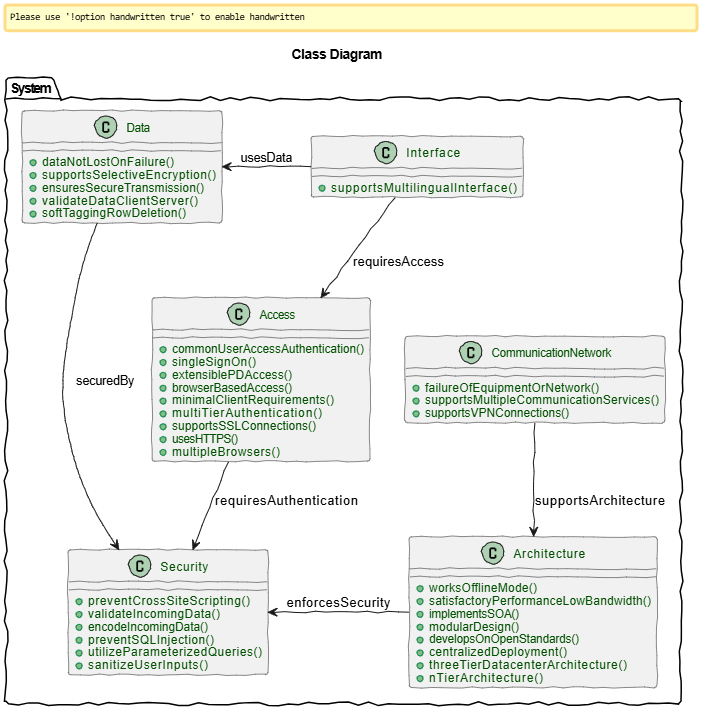 Please use '!option handwritten true' to enable handwritten
Class Diagram
System
C Data
dataNotLostOnFailure()
supportsSelectiveEncryption()
ensuresSecureTransmission()
validateDataClientServer()
softTaggingRowDeletion()
usesData
C Interface
supportsMultilingualInterface()
requiresAccess
C Access
commonUserAccessAuthentication()
singleSignOn()
extensiblePDAccess()
browserBasedAccess()
minimalClientRequirements()
multiTierAuthentication()
supportsSSLConnections()
usesHTTPS()
multipleBrowsers()
C CommunicationNetwork
failureOfEquipmentOrNetwork()
supportsMultipleCommunicationServices()
supportsVPNConnections()
securedBy
requiresAuthentication
supportsArchitecture
C Security
preventCrossSiteScripting()
validateIncomingData()
encodeIncomingData()
preventSQLInjection()
utilizeParameterizedQueries()
sanitizeUserInputs()
enforcesSecurity
C Architecture
worksOfflineMode()
satisfactoryPerformanceLowBandwidth()
implementsSOA()
modularDesign()
developsOnOpenStandards()
centralizedDeployment()
threeTierDatacenterArchitecture()
nTierArchitecture()